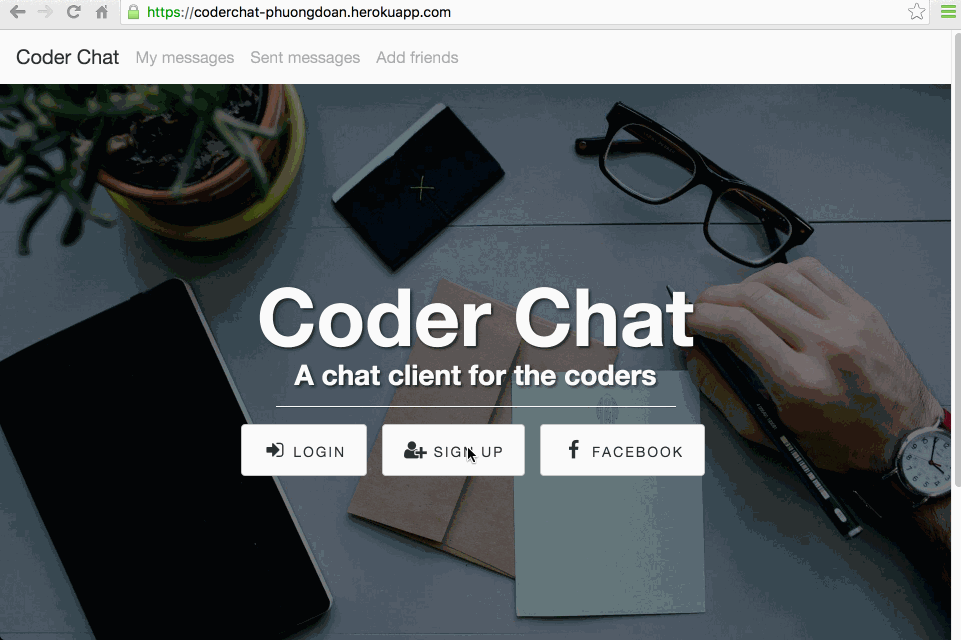 https://coderchat-phuongdoan.herokuapp.com
Coder Chat My messages Sent messages Add friends
Coder Chat
A chat client for the coders
LOGIN SIGN UP FACEBOOK